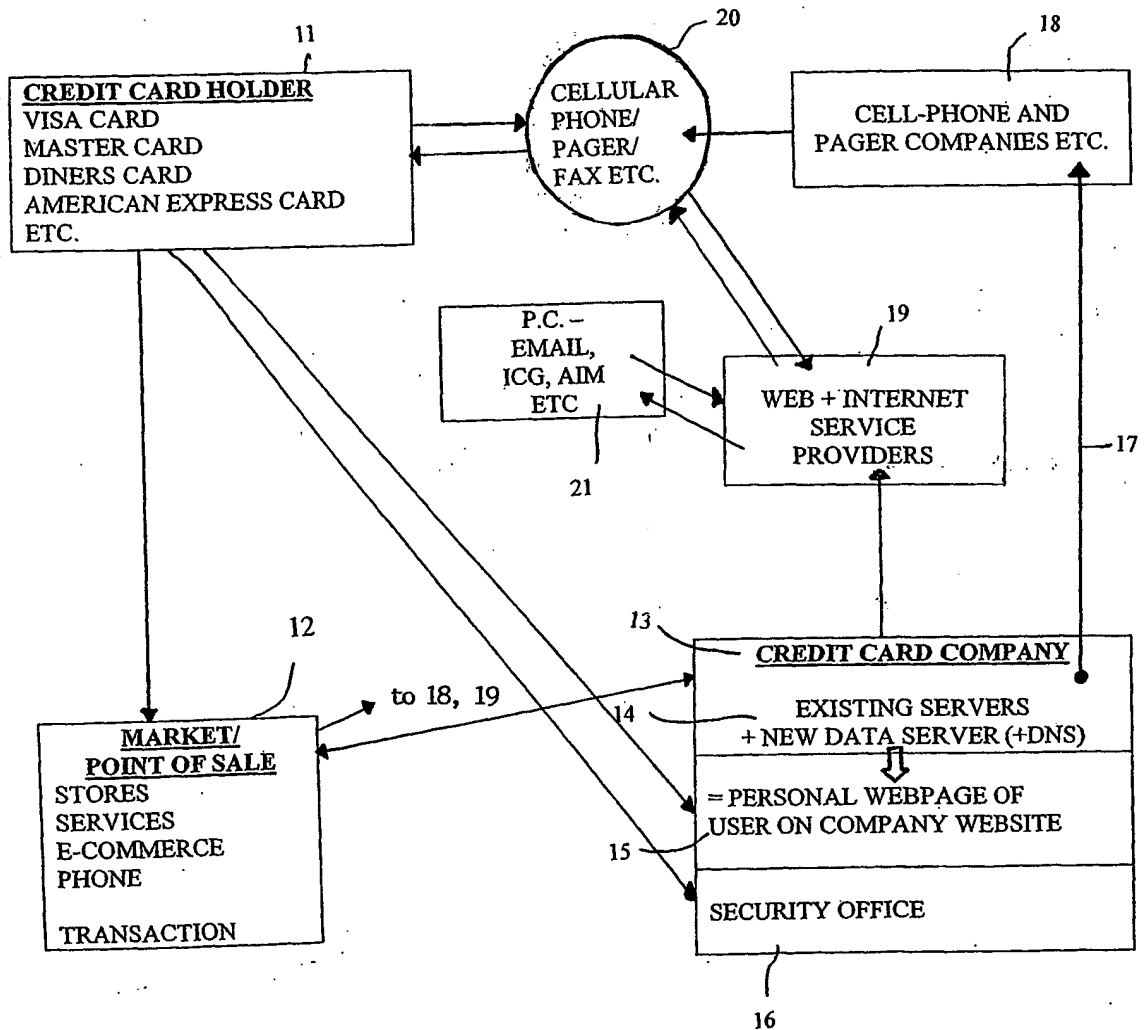 11
CREDIT CARD HOLDER
VISA CARD
MASTER CARD
DINERS CARD
AMERICAN EXPRESS CARD
ETC.
20
CELLULAR
PHONE/
PAGER/
FAX ETC.
18
CELL-PHONE AND
PAGER COMPANIES ETC.
P.C. –
EMAIL,
ICG, AIM
ETC
21
19
WEB + INTERNET
SERVICE
PROVIDERS
17
12
to 18, 19
MARKET/
POINT OF SALE
STORES
SERVICES
E-COMMERCE
PHONE
TRANSACTION
13
CREDIT CARD COMPANY
14
EXISTING SERVERS
+ NEW DATA SERVER (+DNS)
= PERSONAL WEBPAGE OF
USER ON COMPANY WEBSITE
15
SECURITY OFFICE
16